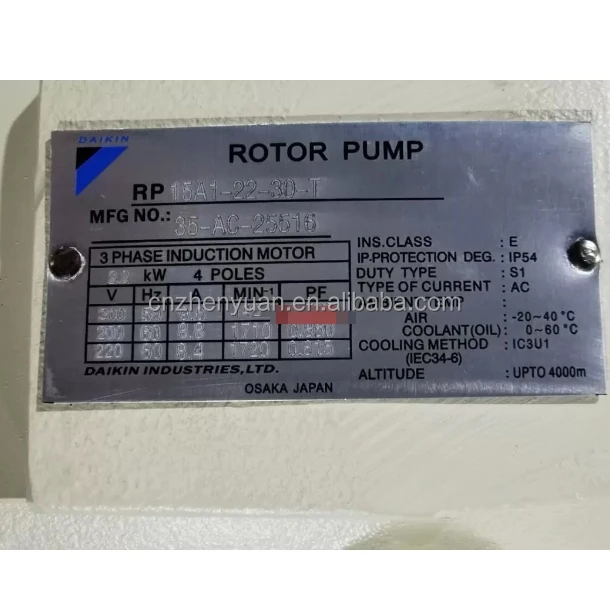 DAIKIN
ROTOR PUMP
RP 15A1-22-30-T
MFG NO.: 35-AC-25516
3 PHASE INDUCTION MOTOR
2.2 kW 4 POLES
V Hz A MIN-1 PF
200 60 8.8 1710
220 60 8.4 1720
DAIKIN INDUSTRIES, LTD.
OSAKA JAPAN
INS.CLASS : E
IP-PROTECTION DEG. : IP54
DUTY TYPE : S1
TYPE OF CURRENT : AC
:
AIR -20~40°C
COOLANT(OIL) : 0~60°C
COOLING METHOD : IC3U1
(IEC34-6)
ALTITUDE : UPTO 4000m
cnzhenyuan.en.alibaba.com